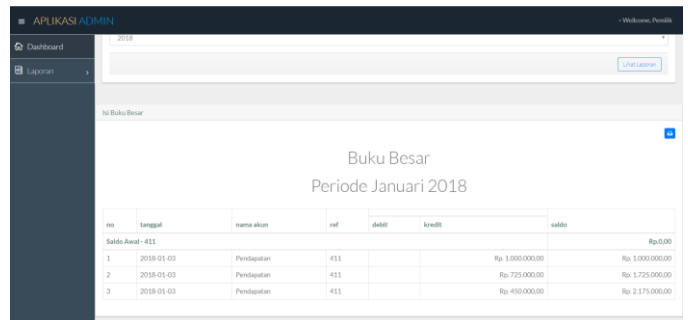 ≡ APLIKASI ADMIN
- Wellcome, Pemilik
Dashboard
Laporan
2018
Lihat Laporan
Isi Buku Besar
Buku Besar
Periode Januari 2018
no tanggal nama akun ref debit kredit saldo
Saldo Awal - 411 Rp.0,00
1 2018-01-03 Pendapatan 411 Rp. 1.000.000,00 Rp. 1.000.000,00
2 2018-01-03 Pendapatan 411 Rp. 725.000,00 Rp. 1.725.000,00
3 2018-01-03 Pendapatan 411 Rp. 450.000,00 Rp. 2.175.000,00